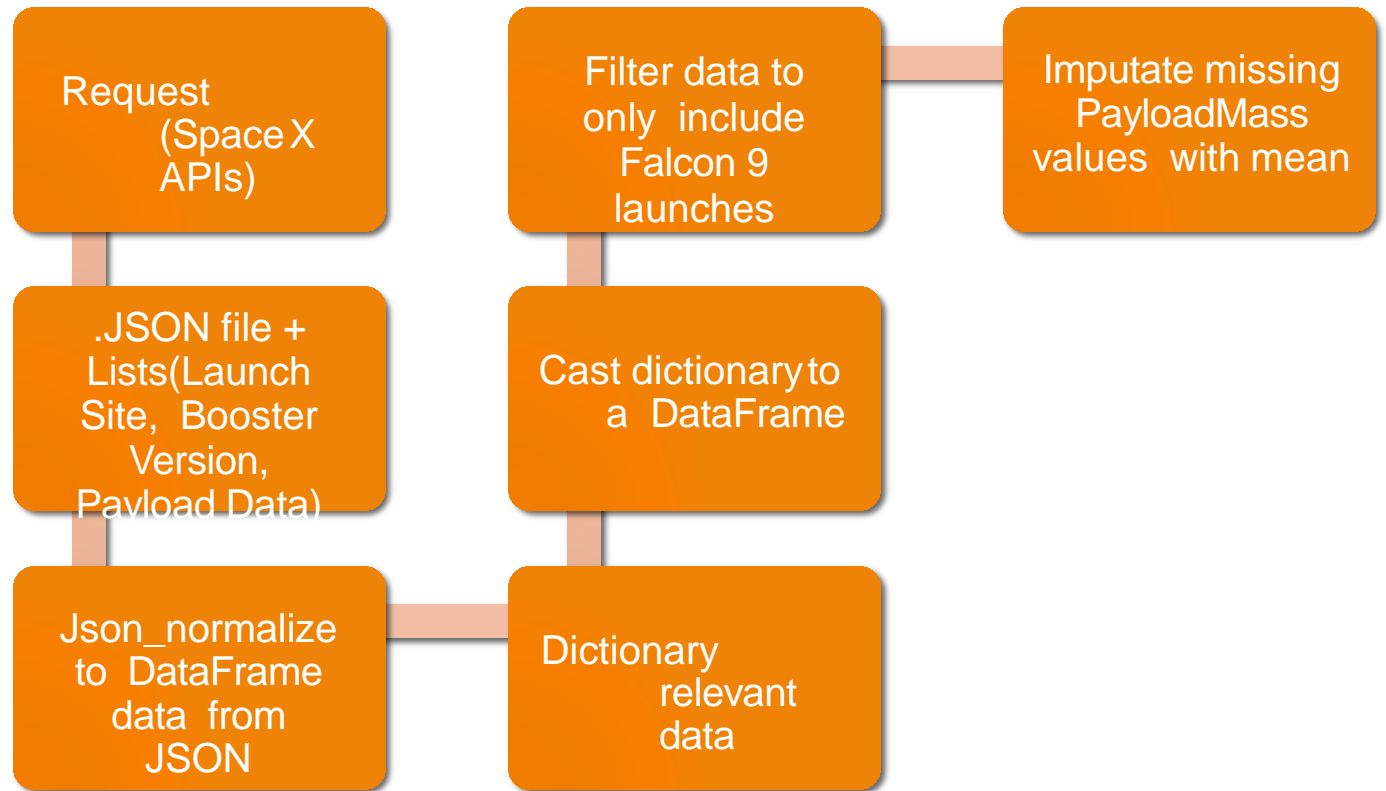 Request
(Space X
APIs)
.JSON file +
Lists(Launch
Site, Booster
Version,
Payload Data)
Json_normalize
to DataFrame
data from
JSON
Dictionary
relevant
data
Cast dictionary to
a DataFrame
Filter data to
only include
Falcon 9
launches
Imputate missing
PayloadMass
values with mean